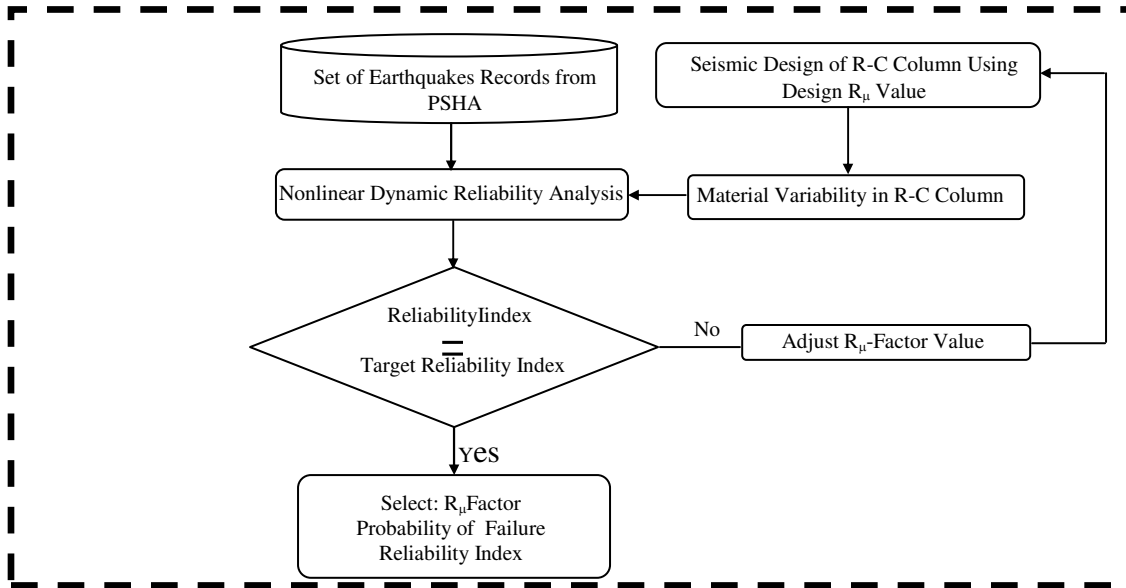 Set of Earthquakes Records from
PSHA
Seismic Design of R-C Column Using
Design Rμ Value
Nonlinear Dynamic Reliability Analysis
Material Variability in R-C Column
ReliabilityIindex
=
Target Reliability Index
No
Adjust Rμ-Factor Value
Yes
Select: RμFactor
Probability of Failure
Reliability Index